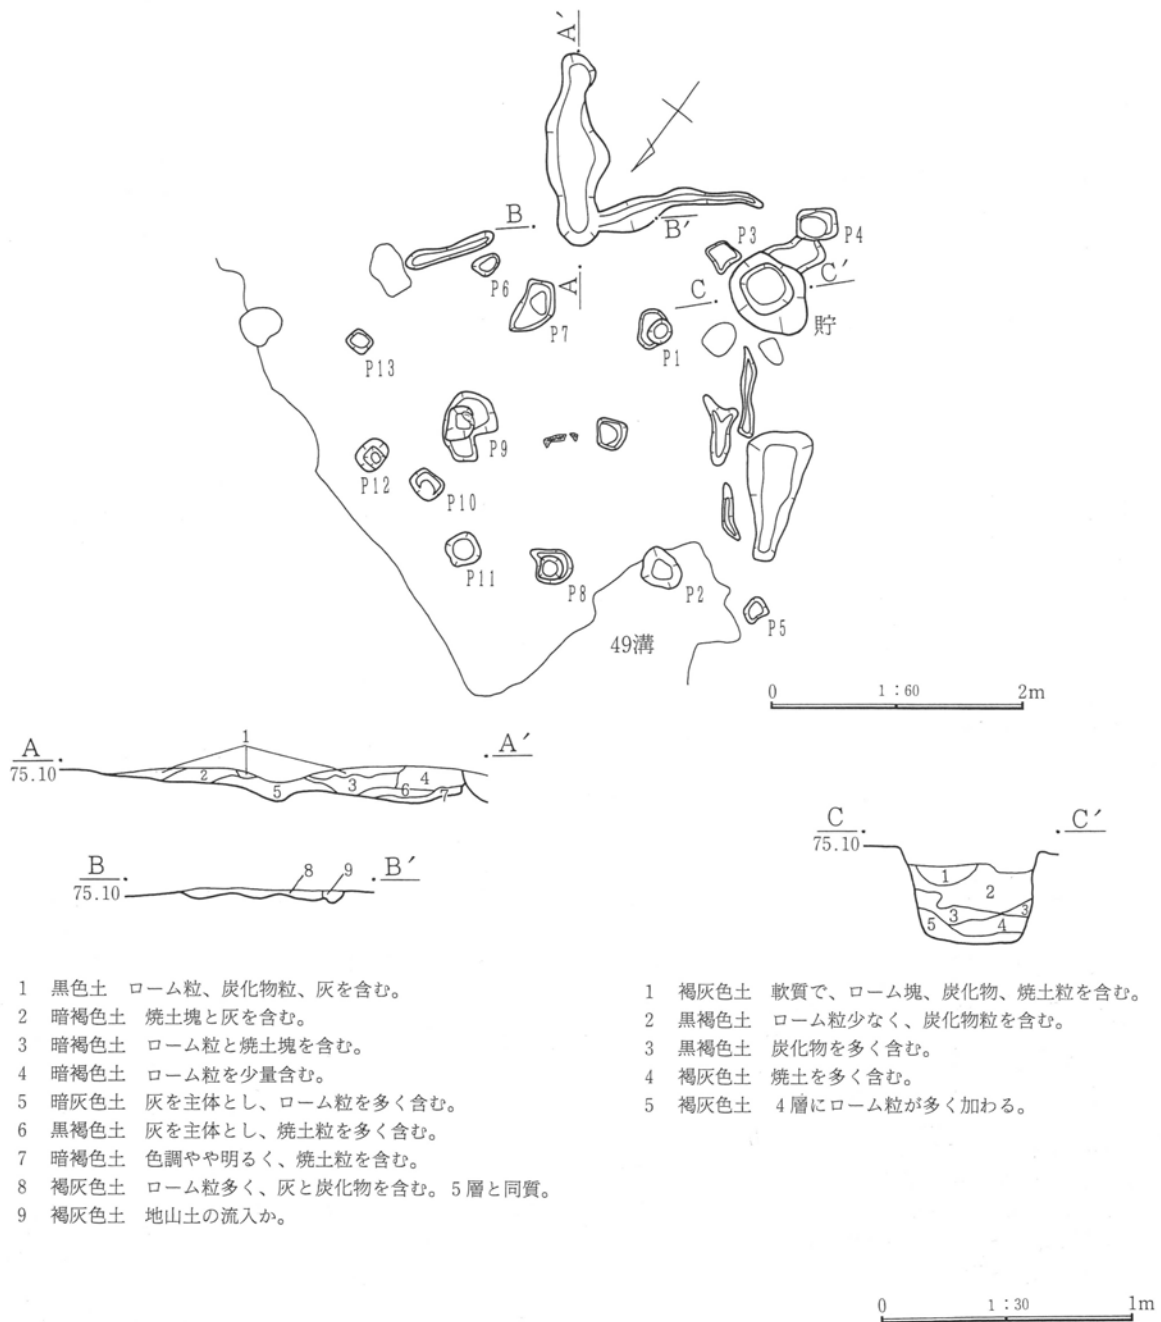 A′
B
B′
P3
P4
P6
A
C
C′
P7
P1
貯
P13
P9
P12
P10
P11
P8
P2
P5
49溝
0 1：60 2m
A
75.10
A′
1
2
3
4
5
6
7
B
75.10
B′
8
9
C
75.10
C′
1
2
3
3
4
5
1 黒色土 ローム粒、炭化物粒、灰を含む。
2 暗褐色土 焼土塊と灰を含む。
3 暗褐色土 ローム粒と焼土塊を含む。
4 暗褐色土 ローム粒を少量含む。
5 暗灰色土 灰を主体とし、ローム粒を多く含む。
6 黒褐色土 灰を主体とし、焼土粒を多く含む。
7 暗褐色土 色調やや明るく、焼土粒を含む。
8 褐灰色土 ローム粒多く、灰と炭化物を含む。5層と同質。
9 褐灰色土 地山土の流入か。
1 褐灰色土 軟質で、ローム塊、炭化物、焼土粒を含む。
2 黒褐色土 ローム粒少なく、炭化物粒を含む。
3 黒褐色土 炭化物を多く含む。
4 褐灰色土 焼土を多く含む。
5 褐灰色土 4層にローム粒が多く加わる。
0 1：30 1m